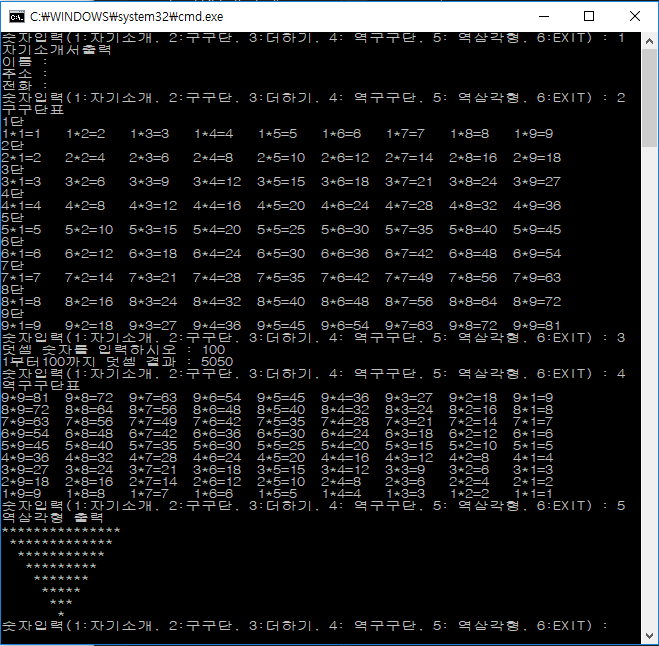 C:₩WINDOWS₩system32₩cmd.exe
숫자입력(1:자기소개, 2:구구단, 3:더하기, 4: 역구구단, 5: 역삼각형, 6:EXIT) : 1
자기소개서출력
이름 :
주소 :
전화 :
숫자입력(1:자기소개, 2:구구단, 3:더하기, 4: 역구구단, 5: 역삼각형, 6:EXIT) : 2
구구단표
1단
1*1=1 1*2=2 1*3=3 1*4=4 1*5=5 1*6=6 1*7=7 1*8=8 1*9=9
2단
2*1=2 2*2=4 2*3=6 2*4=8 2*5=10 2*6=12 2*7=14 2*8=16 2*9=18
3단
3*1=3 3*2=6 3*3=9 3*4=12 3*5=15 3*6=18 3*7=21 3*8=24 3*9=27
4단
4*1=4 4*2=8 4*3=12 4*4=16 4*5=20 4*6=24 4*7=28 4*8=32 4*9=36
5단
5*1=5 5*2=10 5*3=15 5*4=20 5*5=25 5*6=30 5*7=35 5*8=40 5*9=45
6단
6*1=6 6*2=12 6*3=18 6*4=24 6*5=30 6*6=36 6*7=42 6*8=48 6*9=54
7단
7*1=7 7*2=14 7*3=21 7*4=28 7*5=35 7*6=42 7*7=49 7*8=56 7*9=63
8단
8*1=8 8*2=16 8*3=24 8*4=32 8*5=40 8*6=48 8*7=56 8*8=64 8*9=72
9단
9*1=9 9*2=18 9*3=27 9*4=36 9*5=45 9*6=54 9*7=63 9*8=72 9*9=81
숫자입력(1:자기소개, 2:구구단, 3:더하기, 4: 역구구단, 5: 역삼각형, 6:EXIT) : 3
덧셈 숫자를 입력하시오 : 100
1부터100까지 덧셈 결과 : 5050
숫자입력(1:자기소개, 2:구구단, 3:더하기, 4: 역구구단, 5: 역삼각형, 6:EXIT) : 4
역구구단표
9*9=81 9*8=72 9*7=63 9*6=54 9*5=45 9*4=36 9*3=27 9*2=18 9*1=9
8*9=72 8*8=64 8*7=56 8*6=48 8*5=40 8*4=32 8*3=24 8*2=16 8*1=8
7*9=63 7*8=56 7*7=49 7*6=42 7*5=35 7*4=28 7*3=21 7*2=14 7*1=7
6*9=54 6*8=48 6*7=42 6*6=36 6*5=30 6*4=24 6*3=18 6*2=12 6*1=6
5*9=45 5*8=40 5*7=35 5*6=30 5*5=25 5*4=20 5*3=15 5*2=10 5*1=5
4*9=36 4*8=32 4*7=28 4*6=24 4*5=20 4*4=16 4*3=12 4*2=8 4*1=4
3*9=27 3*8=24 3*7=21 3*6=18 3*5=15 3*4=12 3*3=9 3*2=6 3*1=3
2*9=18 2*8=16 2*7=14 2*6=12 2*5=10 2*4=8 2*3=6 2*2=4 2*1=2
1*9=9 1*8=8 1*7=7 1*6=6 1*5=5 1*4=4 1*3=3 1*2=2 1*1=1
숫자입력(1:자기소개, 2:구구단, 3:더하기, 4: 역구구단, 5: 역삼각형, 6:EXIT) : 5
역삼각형 출력
***************
*************
***********
*********
*******
*****
***
*
숫자입력(1:자기소개, 2:구구단, 3:더하기, 4: 역구구단, 5: 역삼각형, 6:EXIT) :